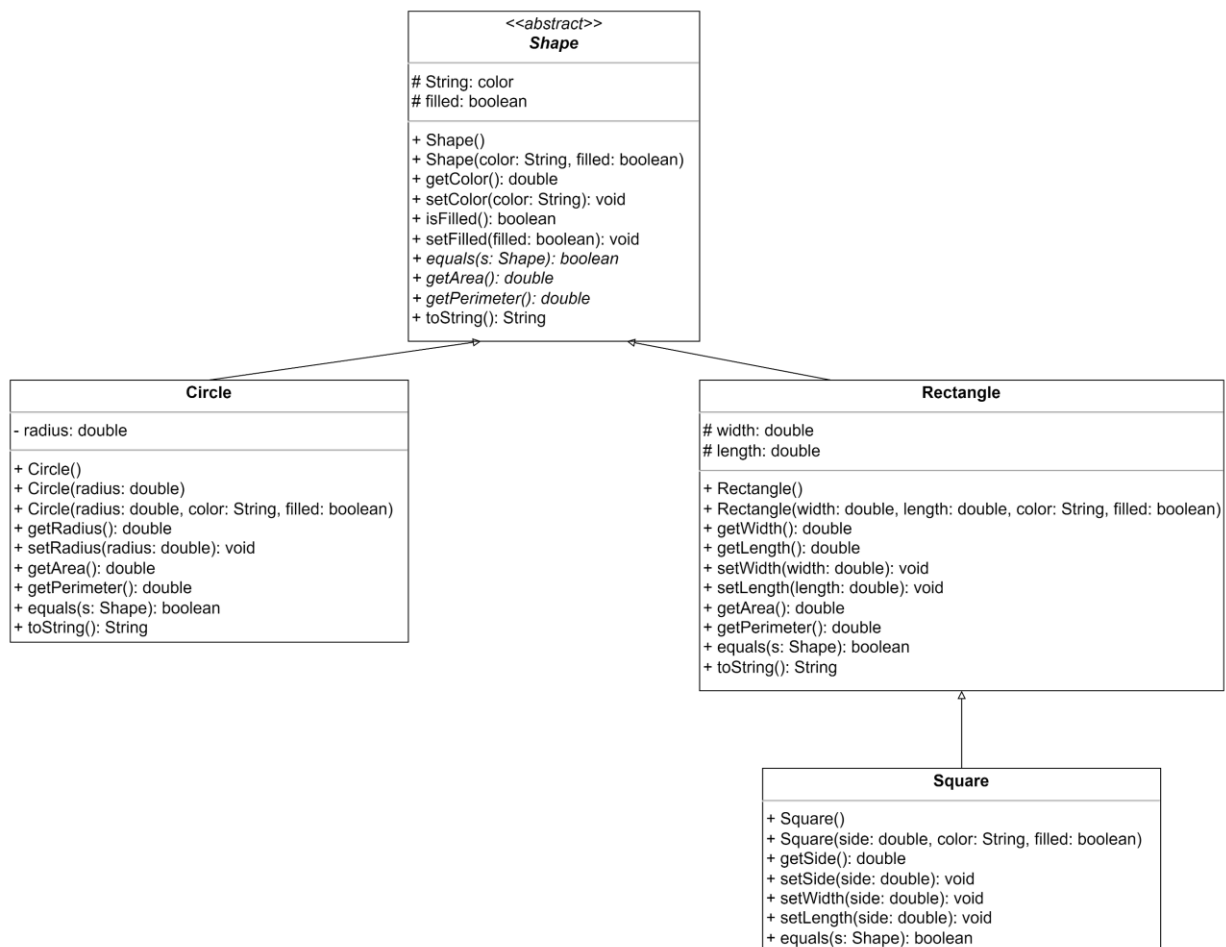 <<abstract>>
Shape
# String: color
# filled: boolean
+ Shape()
+ Shape(color: String, filled: boolean)
+ getColor(): double
+ setColor(color: String): void
+ isFilled(): boolean
+ setFilled(filled: boolean): void
+ equals(s: Shape): boolean
+ getArea(): double
+ getPerimeter(): double
+ toString(): String
Circle
- radius: double
+ Circle()
+ Circle(radius: double)
+ Circle(radius: double, color: String, filled: boolean)
+ getRadius(): double
+ setRadius(radius: double): void
+ getArea(): double
+ getPerimeter(): double
+ equals(s: Shape): boolean
+ toString(): String
Rectangle
# width: double
# length: double
+ Rectangle()
+ Rectangle(width: double, length: double, color: String, filled: boolean)
+ getWidth(): double
+ getLength(): double
+ setWidth(width: double): void
+ setLength(length: double): void
+ getArea(): double
+ getPerimeter(): double
+ equals(s: Shape): boolean
+ toString(): String
Square
+ Square()
+ Square(side: double, color: String, filled: boolean)
+ getSide(): double
+ setSide(side: double): void
+ setWidth(side: double): void
+ setLength(side: double): void
+ equals(s: Shape): boolean